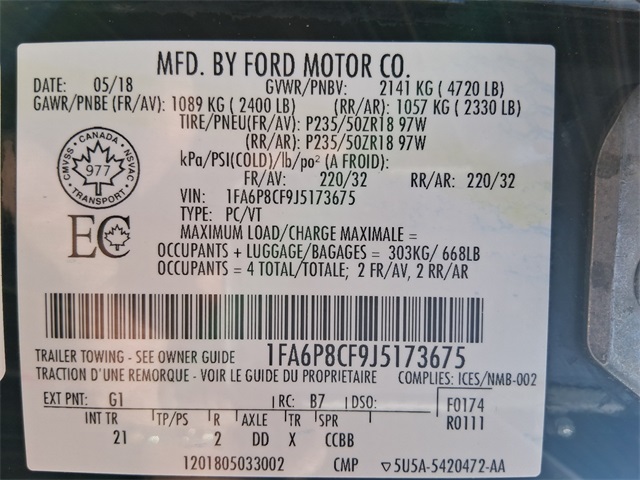 MFD. BY FORD MOTOR CO.
DATE: 05/18 GVWR/PNBV: 2141 KG ( 4720 LB)
GAWR/PNBE (FR/AV): 1089 KG ( 2400 LB) (RR/AR): 1057 KG ( 2330 LB)
TIRE/PNEU(FR/AV): P235/50ZR18 97W
(RR/AR): P235/50ZR18 97W
kPa/PSI(COLD)/lb/po² (A FROID):
FR/AV: 220/32 RR/AR: 220/32
VIN: 1FA6P8CF9J5173675
TYPE: PC/VT
MAXIMUM LOAD/CHARGE MAXIMALE =
OCCUPANTS + LUGGAGE/BAGAGES = 303KG/ 668LB
OCCUPANTS = 4 TOTAL/TOTALE; 2 FR/AV, 2 RR/AR
CANADA
CMVSS 977 NSVAC
TRANSPORT
EC
TRAILER TOWING - SEE OWNER GUIDE 1FA6P8CF9J5173675
TRACTION D'UNE REMORQUE - VOIR LE GUIDE DU PROPRIETAIRE COMPLIES: ICES/NMB-002
EXT PNT: G1 RC: B7 DSO: F0174
INT TR TP/PS R AXLE TR SPR R0111
21 2 DD X CCBB
1201805033002 CMP ▽5U5A-5420472-AA